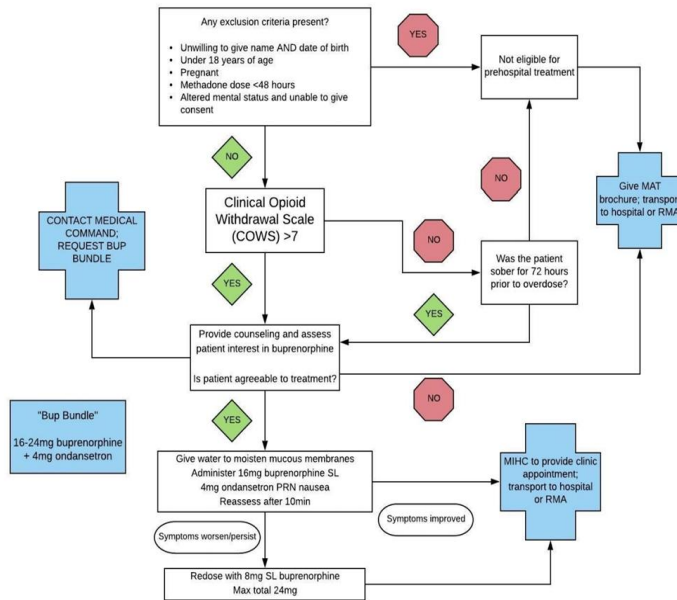 Any exclusion criteria present?
• Unwilling to give name AND date of birth
• Under 18 years of age
• Pregnant
• Methadone dose <48 hours
• Altered mental status and unable to give
consent
YES
Not eligible for
prehospital treatment
NO
NO
Give MAT
brochure; transport
to hospital or RMA
CONTACT MEDICAL
COMMAND;
REQUEST BUP
BUNDLE
Clinical Opioid
Withdrawal Scale
(COWS) >7
NO
Was the patient
sober for 72 hours
prior to overdose?
YES
YES
Provide counseling and assess
patient interest in buprenorphine
Is patient agreeable to treatment?
NO
YES
"Bup Bundle"
16-24mg buprenorphine
+ 4mg ondansetron
Give water to moisten mucous membranes
Administer 16mg buprenorphine SL
4mg ondansetron PRN nausea
Reassess after 10min
MIHC to provide clinic
appointment;
transport to hospital
or RMA
Symptoms improved
Symptoms worsen/persist
Redose with 8mg SL buprenorphine
Max total 24mg